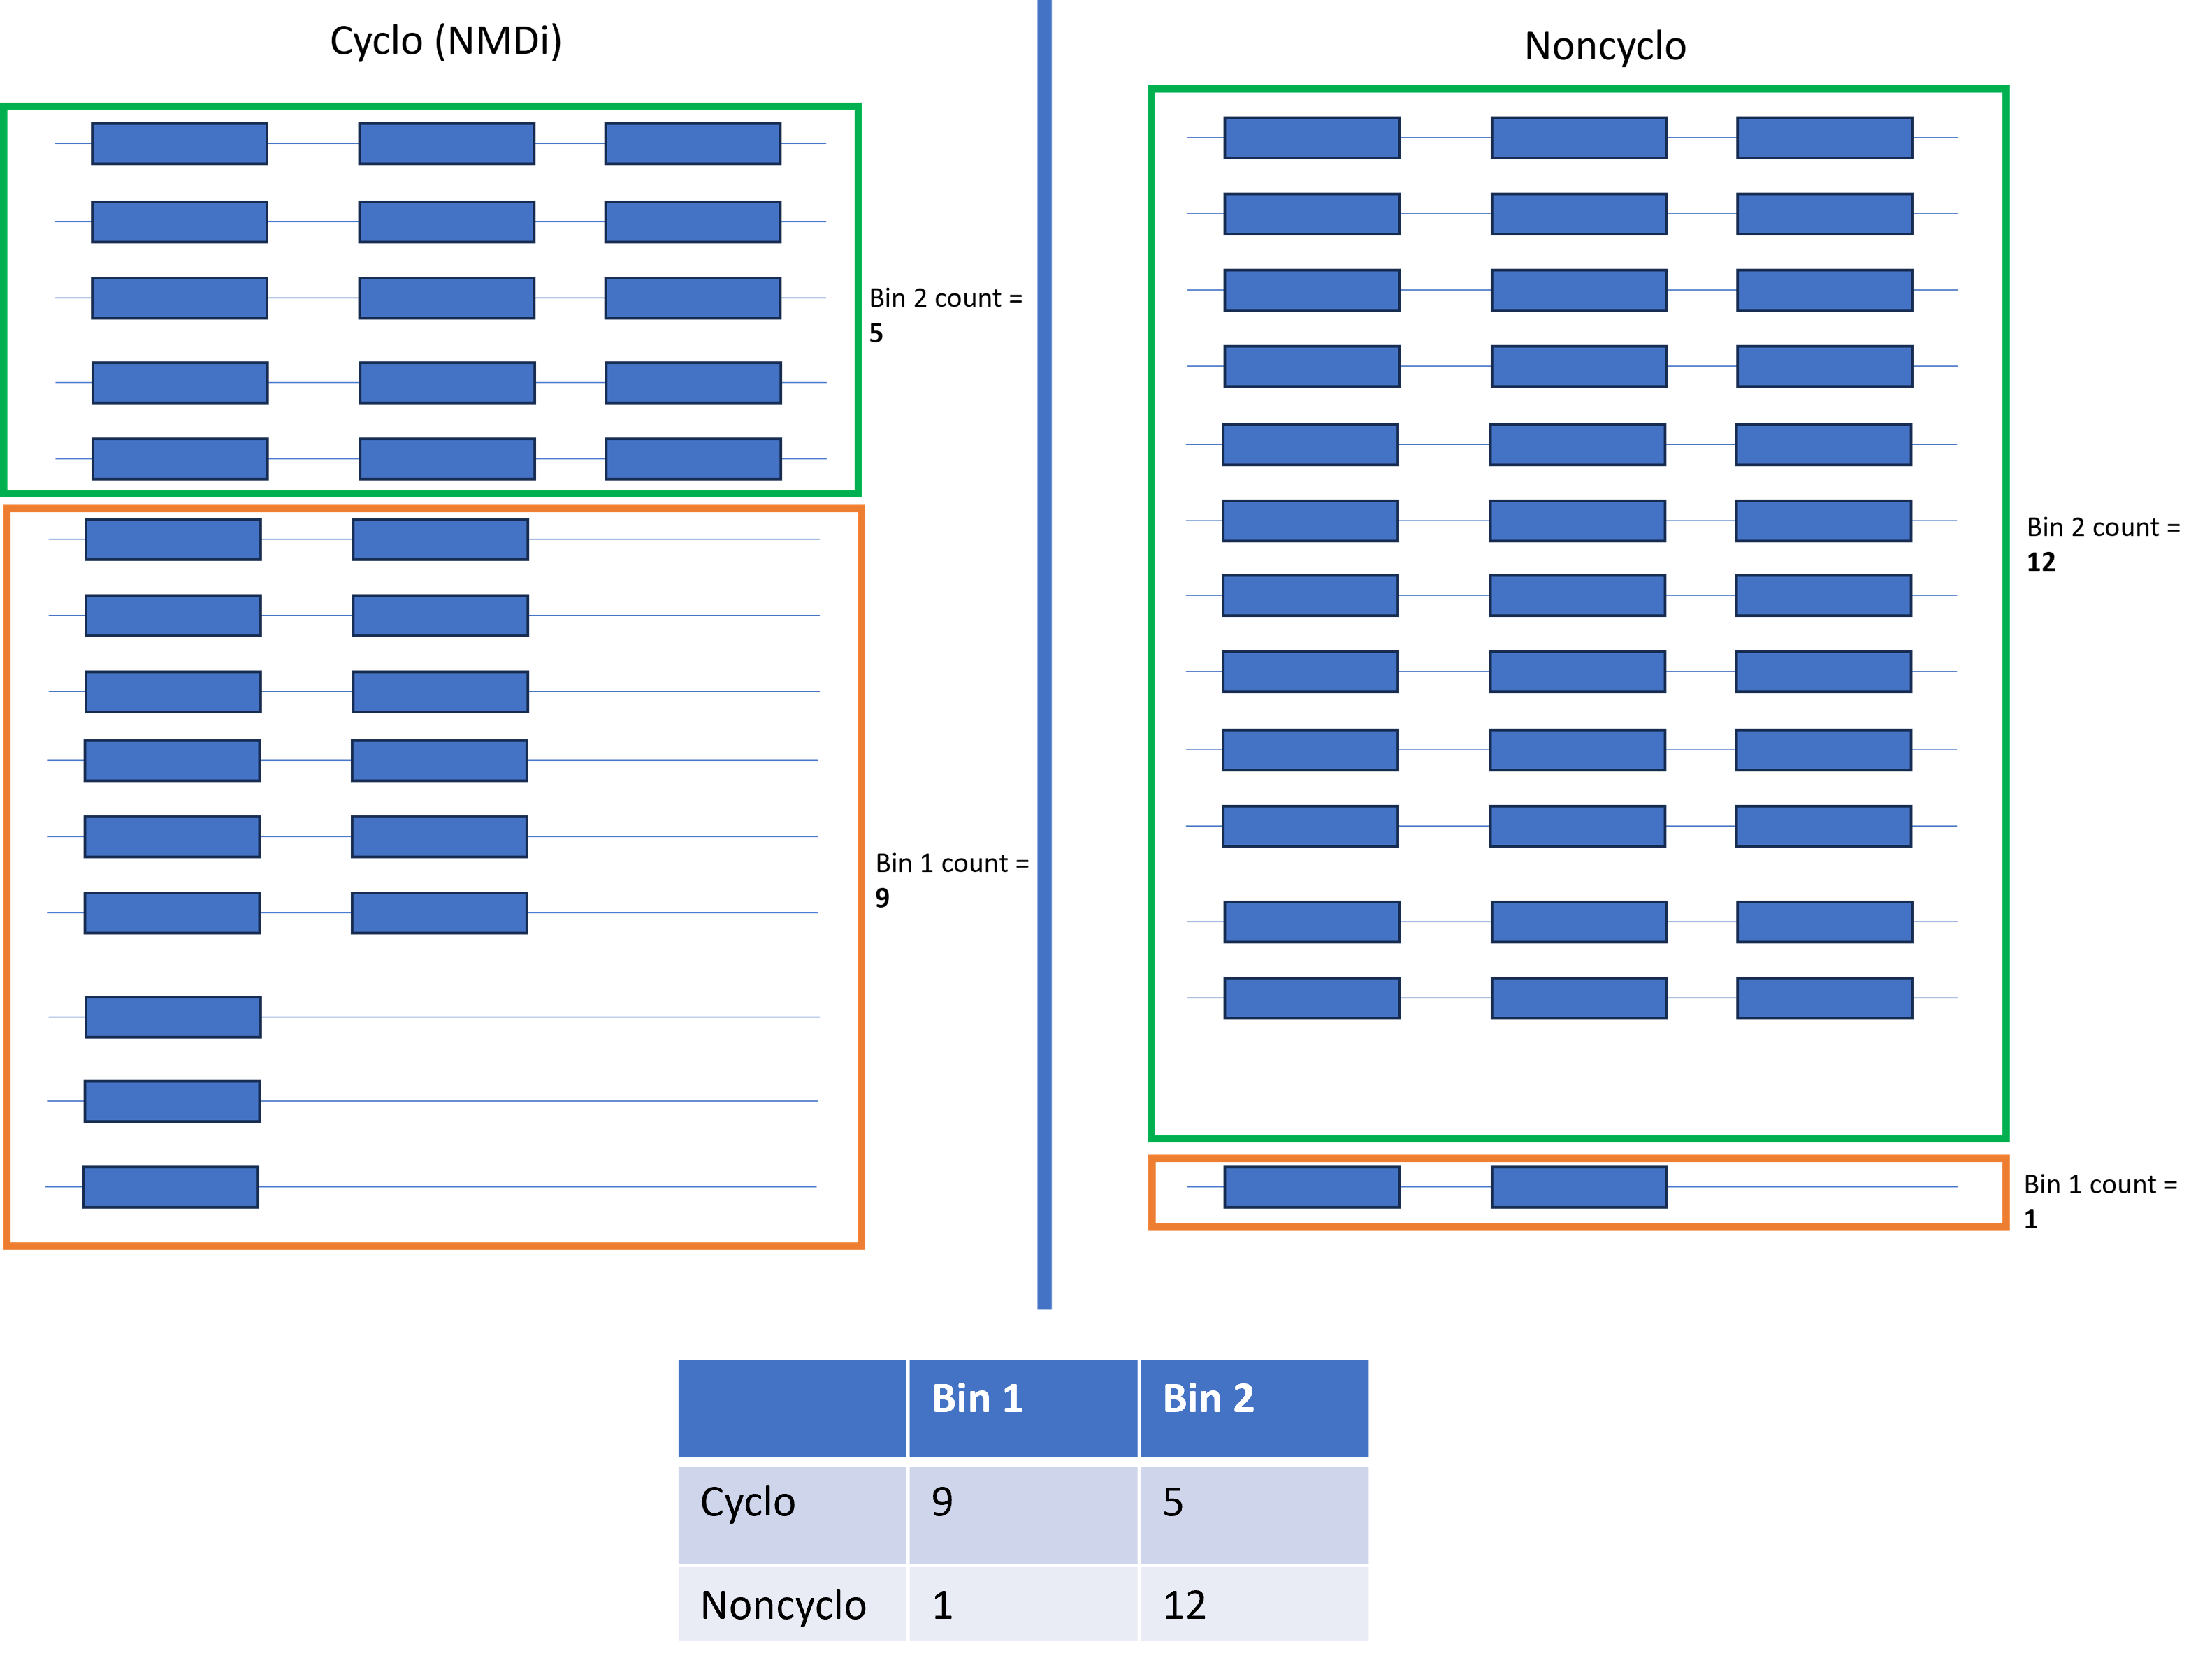 Cyclo (NMDi)
Noncyclo
Bin 2 count =
5
Bin 1 count =
9
Bin 2 count =
12
Bin 1 count =
1
Bin 1 Bin 2
Cyclo 9 5
Noncyclo 1 12